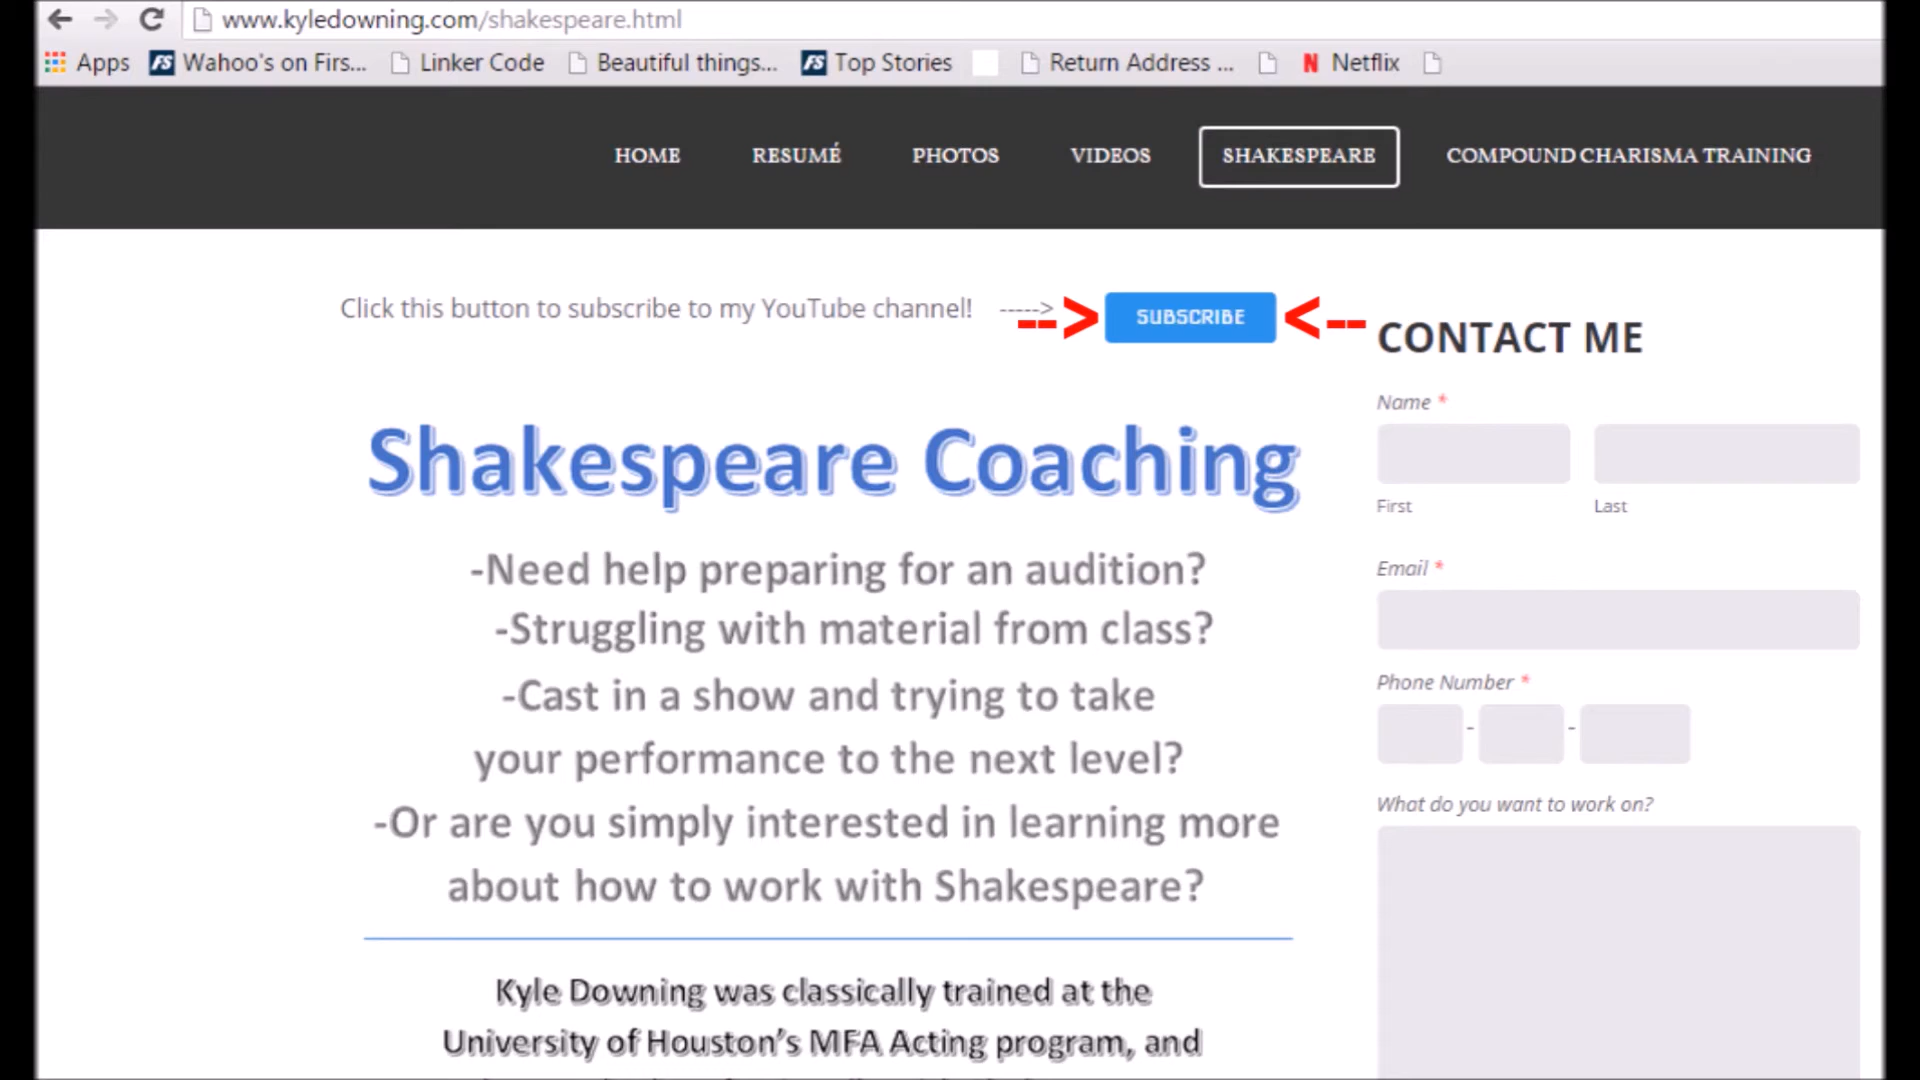 www.kyledowning.com/shakespeare.html
Apps FS Wahoo's on Firs... Linker Code Beautiful things... FS Top Stories Return Address ... N Netflix
HOME RESUMÉ PHOTOS VIDEOS SHAKESPEARE COMPOUND CHARISMA TRAINING
Click this button to subscribe to my YouTube channel! -----> --> SUBSCRIBE <--
CONTACT ME
Name *
First Last
Email *
Phone Number *
- -
What do you want to work on?
Shakespeare Coaching
-Need help preparing for an audition?
-Struggling with material from class?
-Cast in a show and trying to take
your performance to the next level?
-Or are you simply interested in learning more
about how to work with Shakespeare?
Kyle Downing was classically trained at the
University of Houston’s MFA Acting program, and